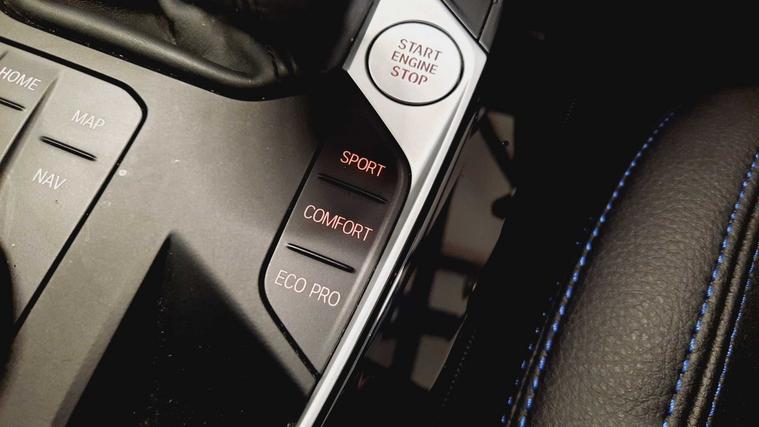 START
ENGINE
STOP
HOME
MAP
NAV
SPORT
COMFORT
ECO PRO